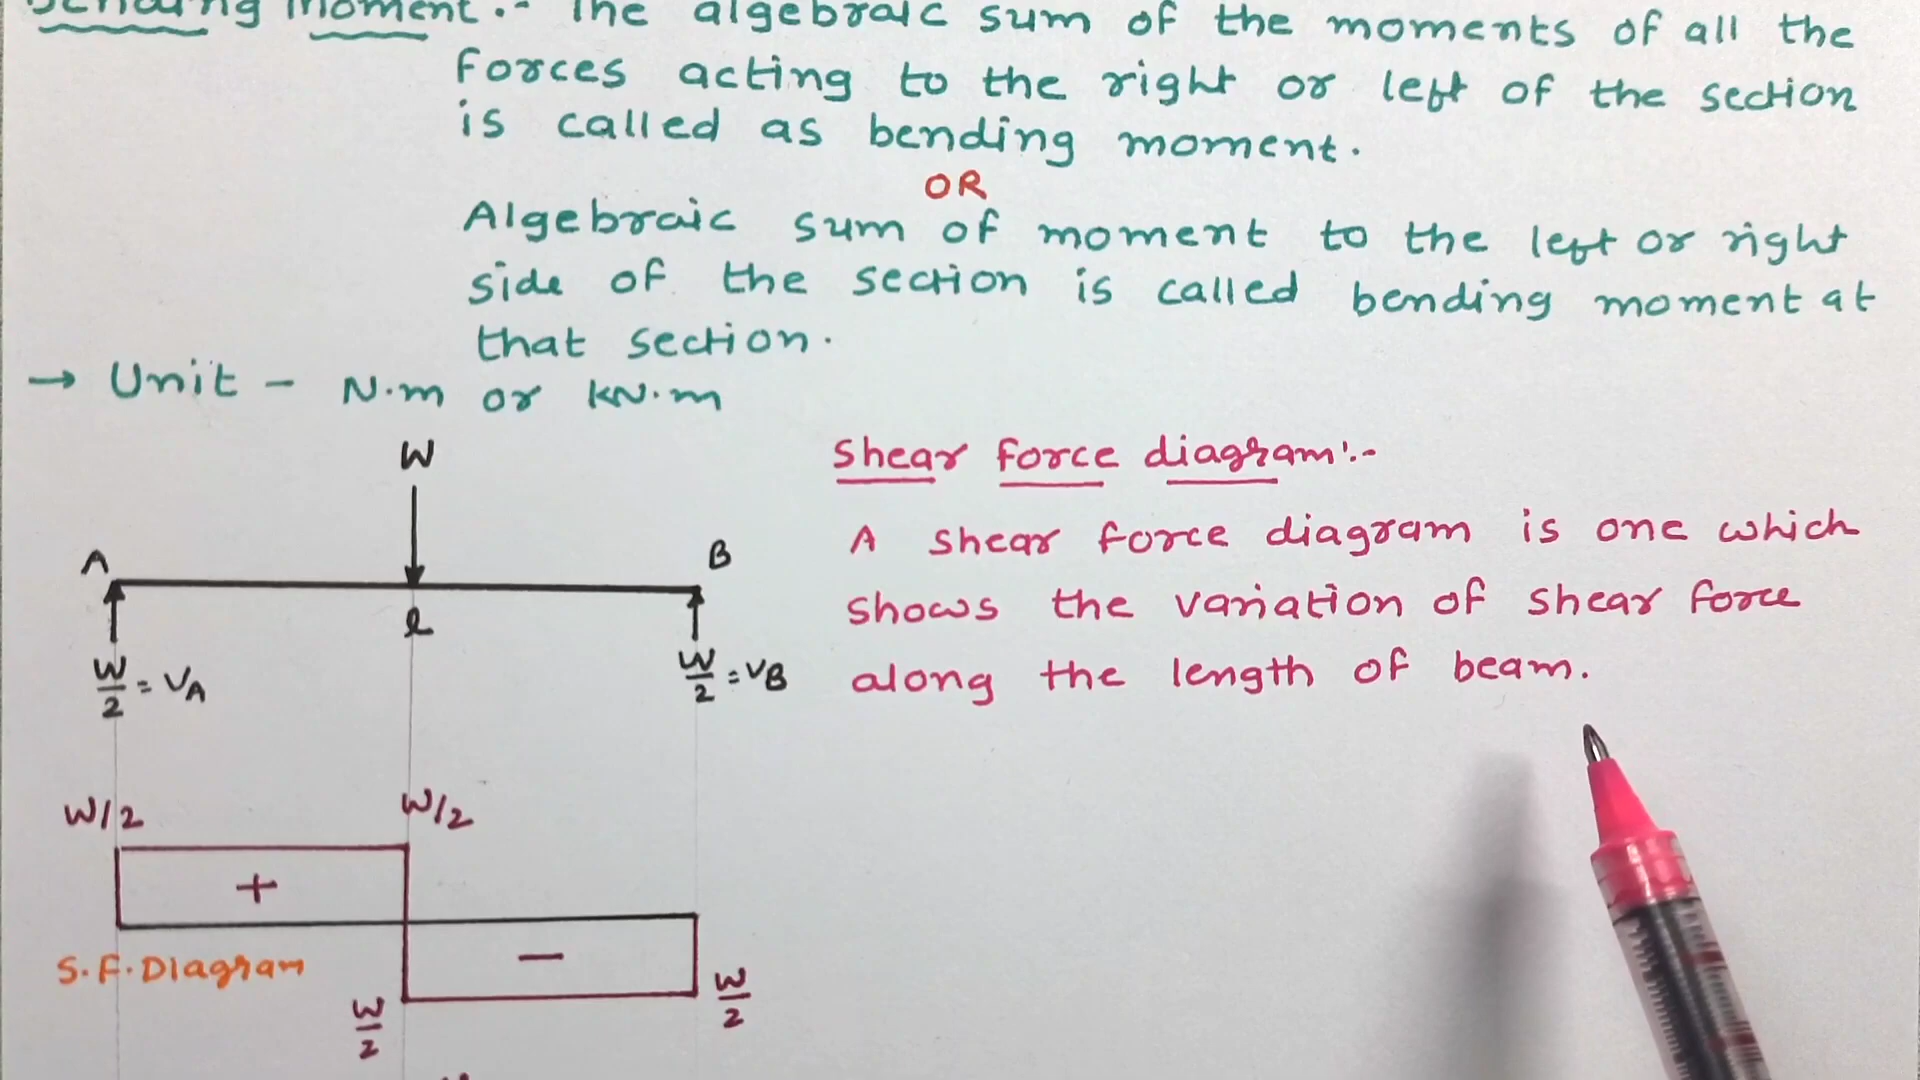 Bending Moment :- The algebraic sum of the moments of all the
forces acting to the right or left of the section
is called as bending moment.
OR
Algebraic sum of moment to the left or right
side of the section is called bending moment at
that section.
→ Unit - N.m or kN.m
W
A
B
W/2 = VA
W/2 = VB
Shear force diagram :-
A shear force diagram is one which
shows the variation of shear force
along the length of beam.
W/2
W/2
+
S.F. Diagram
-
W/2
W/2